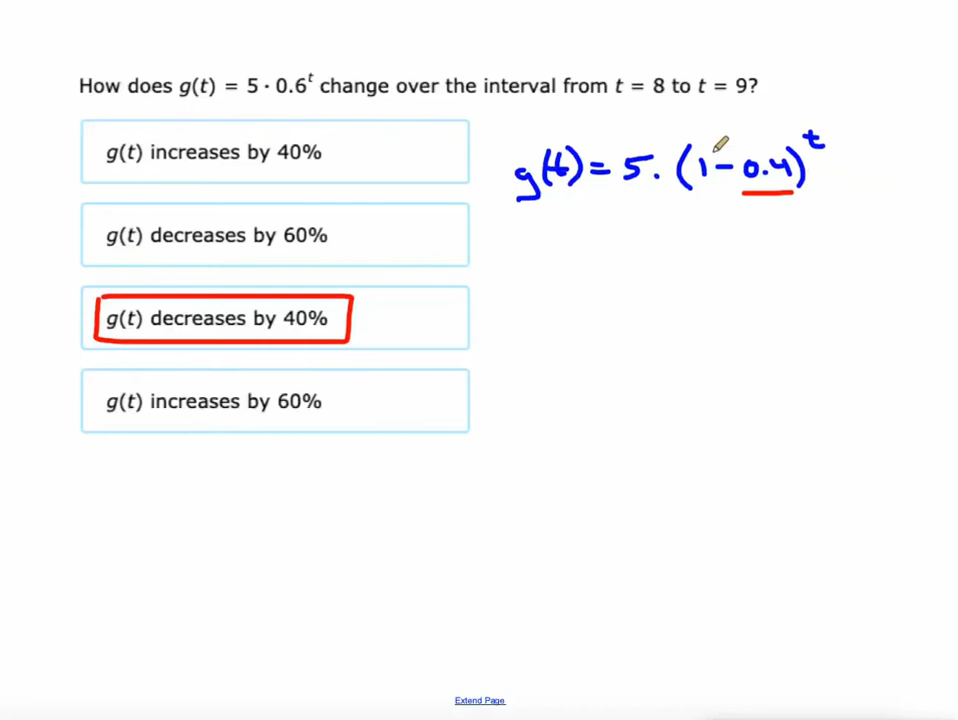 How does g(t) = 5 · 0.6^t change over the interval from t = 8 to t = 9?
g(t) increases by 40%
g(t) = 5. (1 - 0.4)^t
g(t) decreases by 60%
g(t) decreases by 40%
g(t) increases by 60%
Extend Page